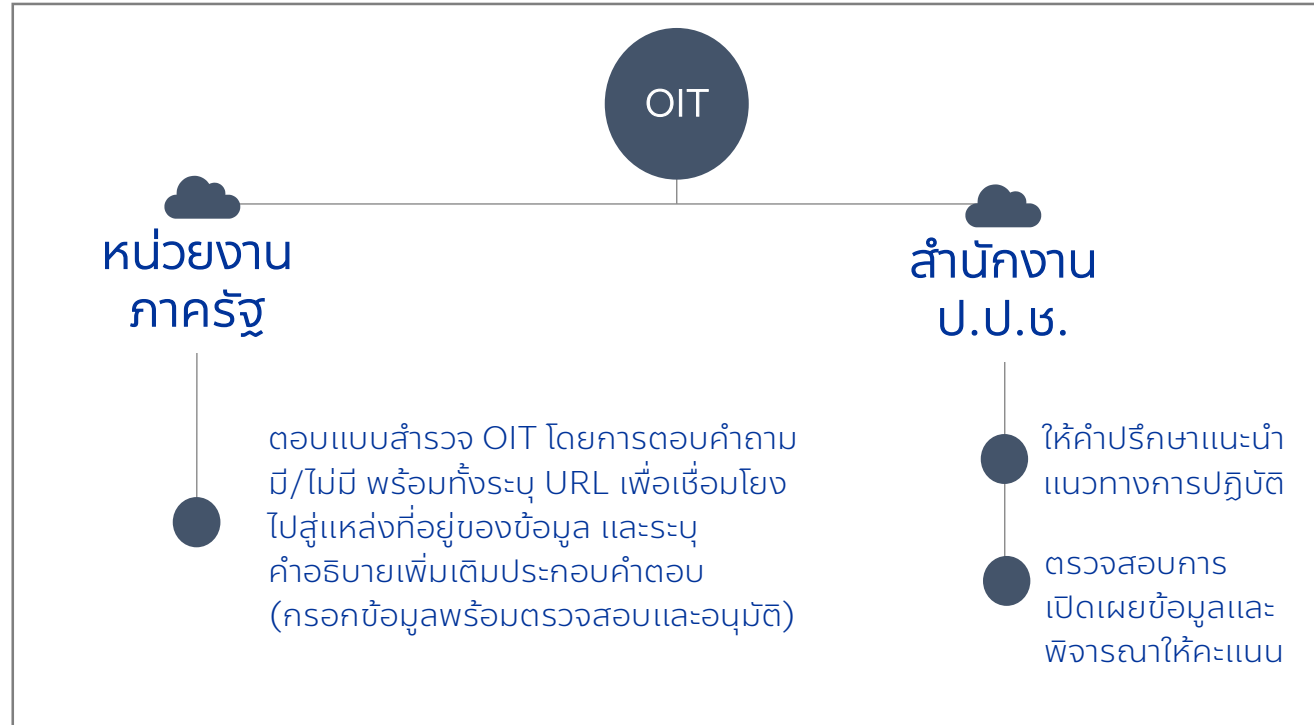 OIT
หน่วยงาน
ภาครัฐ
ตอบแบบสำรวจ OIT โดยการตอบคำถาม
มี/ไม่มี พร้อมทั้งระบุ URL เพื่อเชื่อมโยง
ไปสู่แหล่งที่อยู่ของข้อมูล และระบุ
คำอธิบายเพิ่มเติมประกอบคำตอบ
(กรอกข้อมูลพร้อมตรวจสอบและอนุมัติ)
สำนักงาน
ป.ป.ช.
ให้คำปรึกษาแนะนำ
แนวทางการปฏิบัติ
ตรวจสอบการ
เปิดเผยข้อมูลและ
พิจารณาให้คะแนน